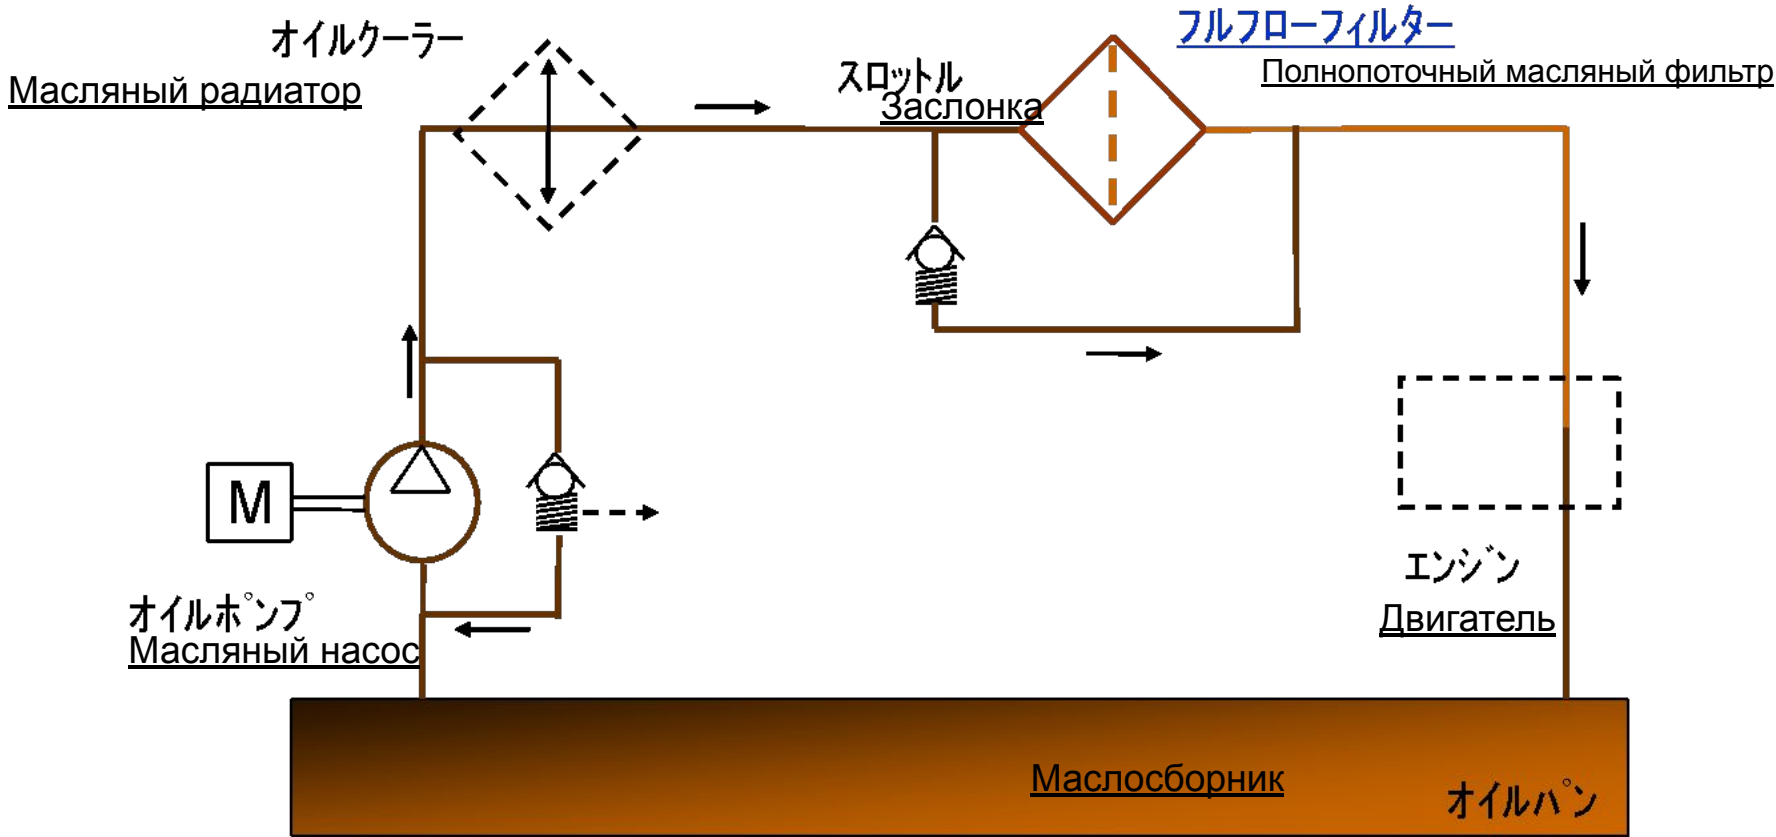 オイルクーラー
Масляный радиатор
スロットル
Заслонка
フルフローフィルター
Полнопоточный масляный фильтр
M
オイルポンプ
Масляный насос
エンジン
Двигатель
Маслосборник
オイルパン